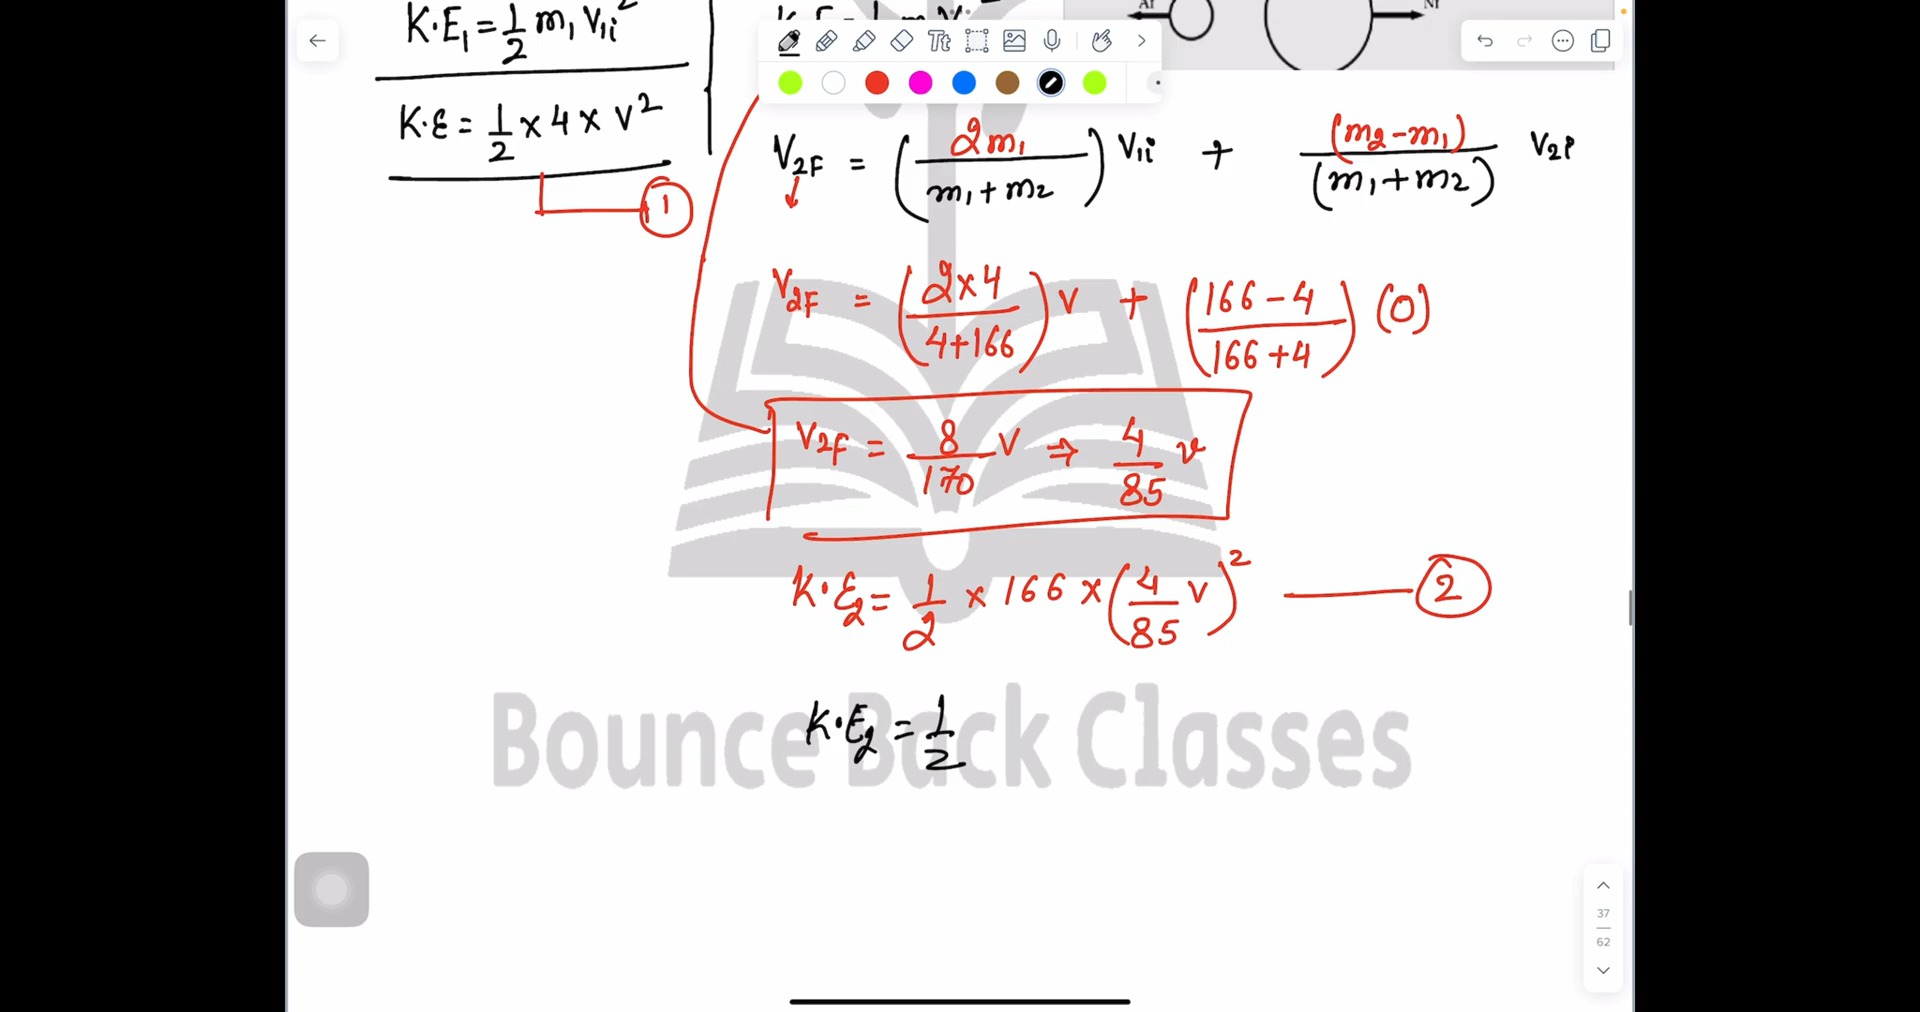 K.E₁ = 1/2 m₁ V₁i²
K.E = 1/2 × 4 × V²
1
Tt
V₂F = (2m₁ / m₁ + m₂) V₁i + (m₂ - m₁) / (m₁ + m₂) V₂i
V₂F = (2×4 / 4+166) V + (166 - 4 / 166 + 4) (0)
V₂F = 8/170 V ⇒ 4/85 v
K.E₂ = 1/2 × 166 × (4/85 V)² 2
K.E₂ = 1/2
Bounce Back Classes
37
62